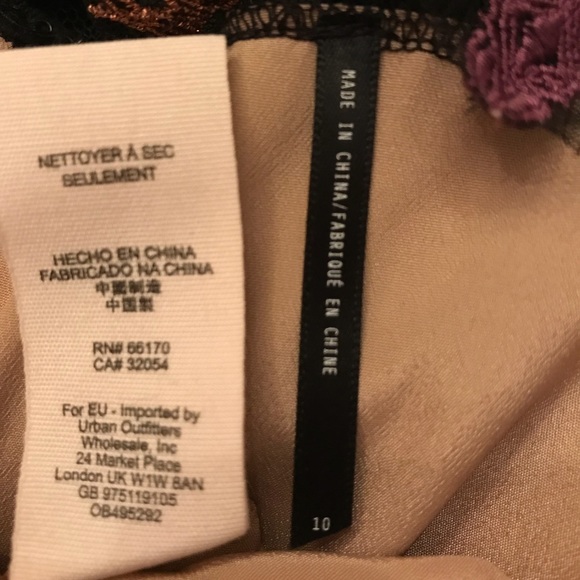 NETTOYER À SEC
SEULEMENT
HECHO EN CHINA
FABRICADO NA CHINA
中國制造
中国製
RN# 66170
CA# 32054
For EU - Imported by
Urban Outfitters
Wholesale, Inc
24 Market Place
London UK W1W 8AN
GB 975119105
OB495292
MADE IN CHINA/FABRIQUÉ EN CHINE
10